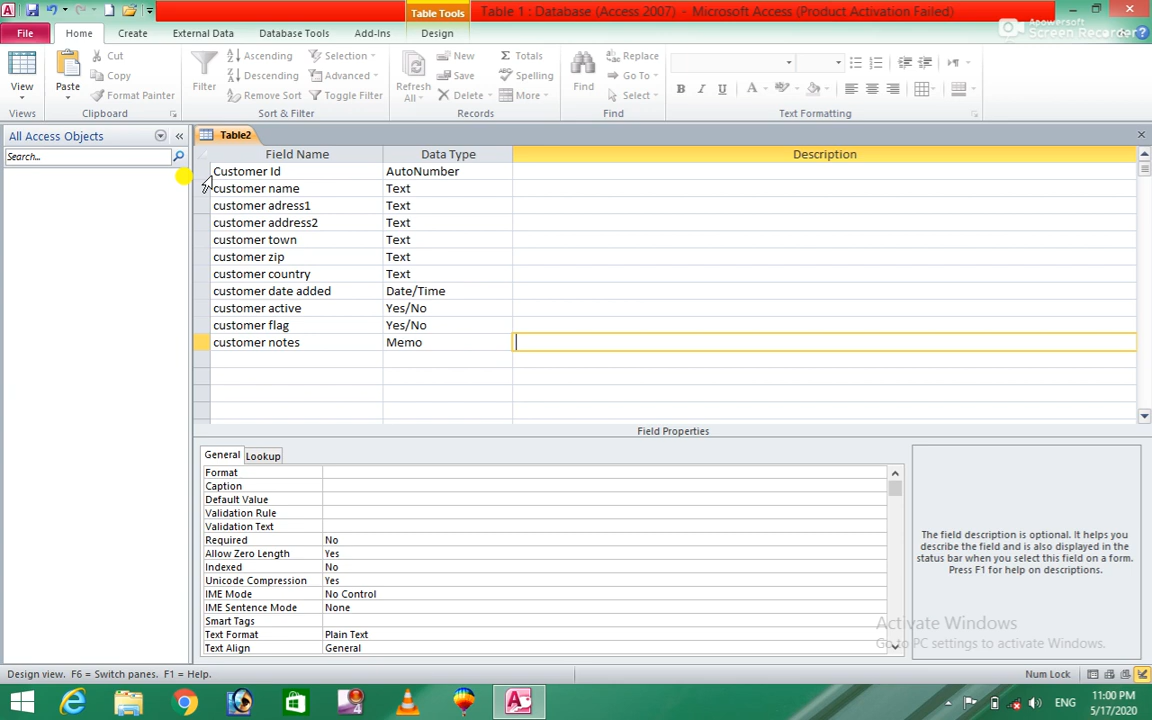 Table Tools
Table 1 : Database (Access 2007) - Microsoft Access (Product Activation Failed)
Apowersoft
Screen Recorder
File Home Create External Data Database Tools Add-Ins Design
View
Views
Paste
Cut
Copy
Format Painter
Clipboard
Filter
Ascending
Descending
Remove Sort
Selection
Advanced
Toggle Filter
Sort & Filter
Refresh All
New
Save
Delete
Totals
Spelling
More
Records
Find
Replace
Go To
Select
Find
B I U
Text Formatting
All Access Objects
Search...
Table2
Field Name Data Type Description
Customer Id AutoNumber
customer name Text
customer adress1 Text
customer address2 Text
customer town Text
customer zip Text
customer country Text
customer date added Date/Time
customer active Yes/No
customer flag Yes/No
customer notes Memo
Field Properties
General Lookup
Format
Caption
Default Value
Validation Rule
Validation Text
Required No
Allow Zero Length Yes
Indexed No
Unicode Compression Yes
IME Mode No Control
IME Sentence Mode None
Smart Tags
Text Format Plain Text
Text Align General
The field description is optional. It helps you
describe the field and is also displayed in the
status bar when you select this field on a form.
Press F1 for help on descriptions.
Activate Windows
Go to PC settings to activate Windows.
Design view. F6 = Switch panes. F1 = Help.
Num Lock
ENG
11:00 PM
5/17/2020